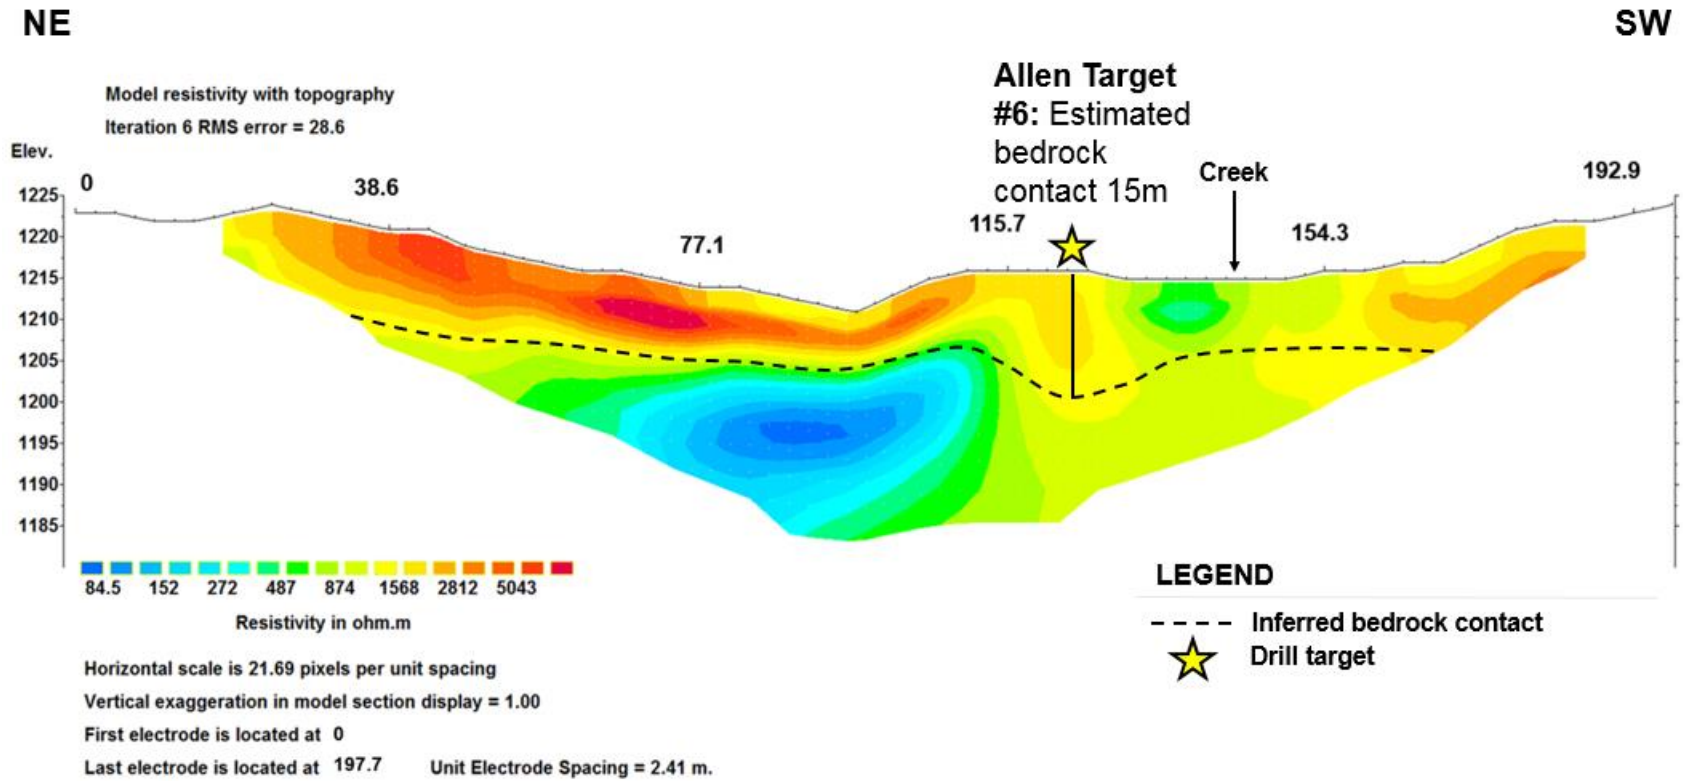 NE
SW
Model resistivity with topography
Iteration 6 RMS error = 28.6
Allen Target
#6: Estimated
bedrock
contact 15m
Creek
Elev.
0
38.6
77.1
115.7
154.3
192.9
1225
1220
1215
1210
1205
1200
1195
1190
1185
84.5 152 272 487 874 1568 2812 5043
Resistivity in ohm.m
LEGEND
Inferred bedrock contact
Drill target
Horizontal scale is 21.69 pixels per unit spacing
Vertical exaggeration in model section display = 1.00
First electrode is located at 0
Last electrode is located at 197.7 Unit Electrode Spacing = 2.41 m.